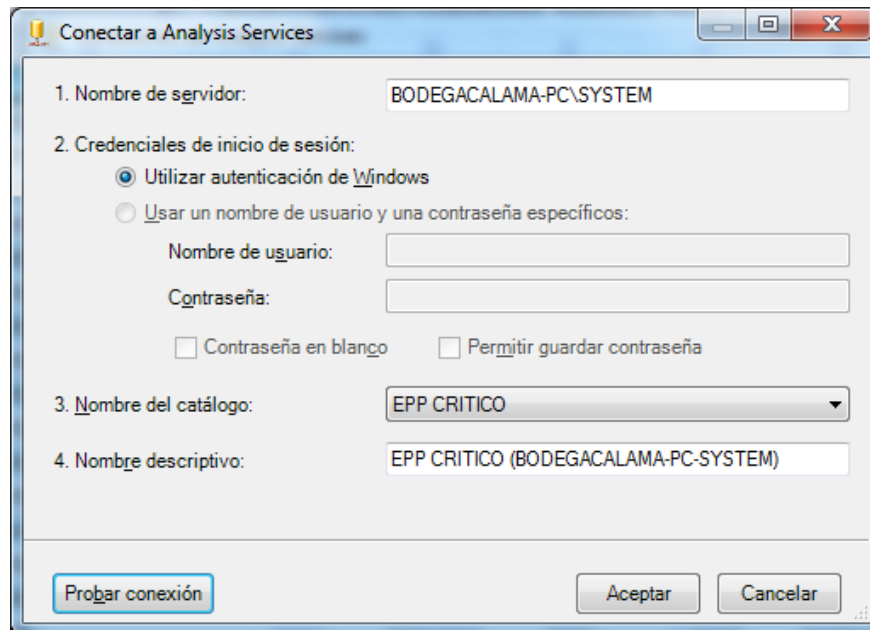 Conectar a Analysis Services
1. Nombre de servidor: BODEGACALAMA-PC\SYSTEM
2. Credenciales de inicio de sesión:
Utilizar autenticación de Windows
Usar un nombre de usuario y una contraseña específicos:
Nombre de usuario:
Contraseña:
Contraseña en blanco Permitir guardar contraseña
3. Nombre del catálogo: EPP CRITICO
4. Nombre descriptivo: EPP CRITICO (BODEGACALAMA-PC-SYSTEM)
Probar conexión Aceptar Cancelar